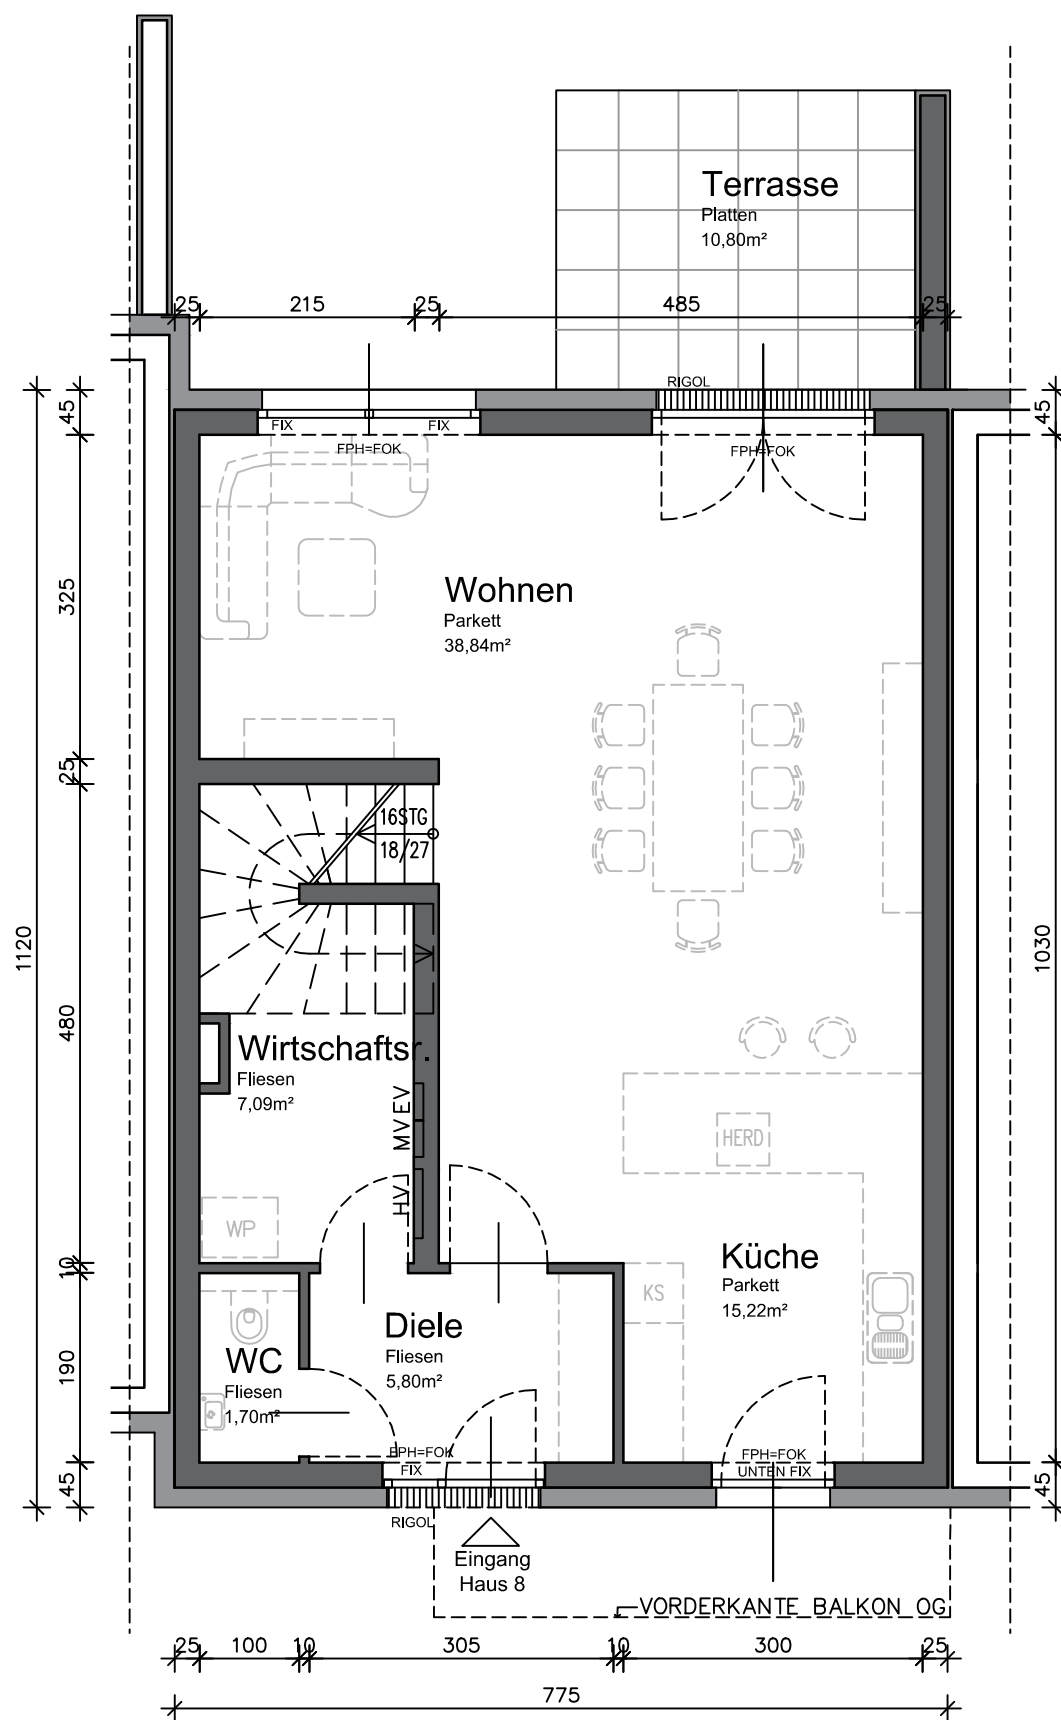 Terrasse
Platten
10,80m²
25 215 25 485 25
RIGOL
45
45
FIX FIX
FPH=FOK
FPH=FOK
Wohnen
Parkett
38,84m²
325
25
16STG
18/27
1120
1030
480
Wirtschaftsr.
Fliesen
7,09m²
EV
MV
HV
HERD
WP
10
Küche
Parkett
15,22m²
KS
Diele
Fliesen
5,80m²
WC
Fliesen
1,70m²
190
FPH=FOK
FIX
FPH=FOK
UNTEN FIX
45
45
RIGOL
Eingang
Haus 8
VORDERKANTE BALKON OG
25 100 10 305 10 300 25
775